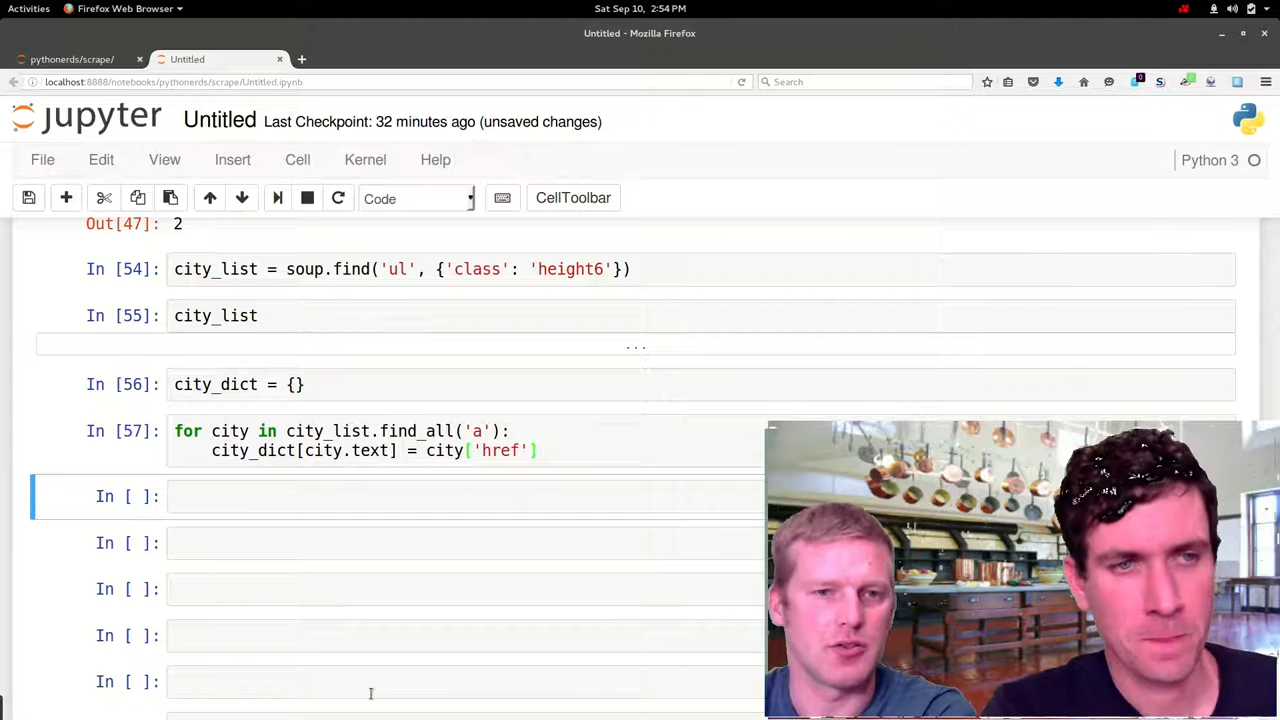 Activities Firefox Web Browser Sat Sep 10, 2:54 PM
Untitled - Mozilla Firefox
pythonerds/scrape/ Untitled
localhost:8888/notebooks/pythonerds/scrape/Untitled.ipynb Search 0
jupyter Untitled Last Checkpoint: 32 minutes ago (unsaved changes)
File Edit View Insert Cell Kernel Help Python 3
Code CellToolbar
Out[47]: 2
In [54]: city_list = soup.find('ul', {'class': 'height6'})
In [55]: city_list
...
In [56]: city_dict = {}
In [57]: for city in city_list.find_all('a'):
city_dict[city.text] = city['href']
In [ ]:
In [ ]:
In [ ]:
In [ ]:
In [ ]: